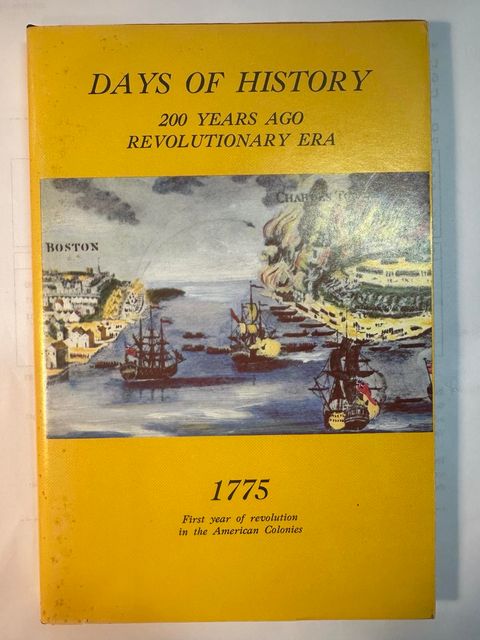 DAYS OF HISTORY
200 YEARS AGO
REVOLUTIONARY ERA
BOSTON
1775
First year of revolution
in the American Colonies